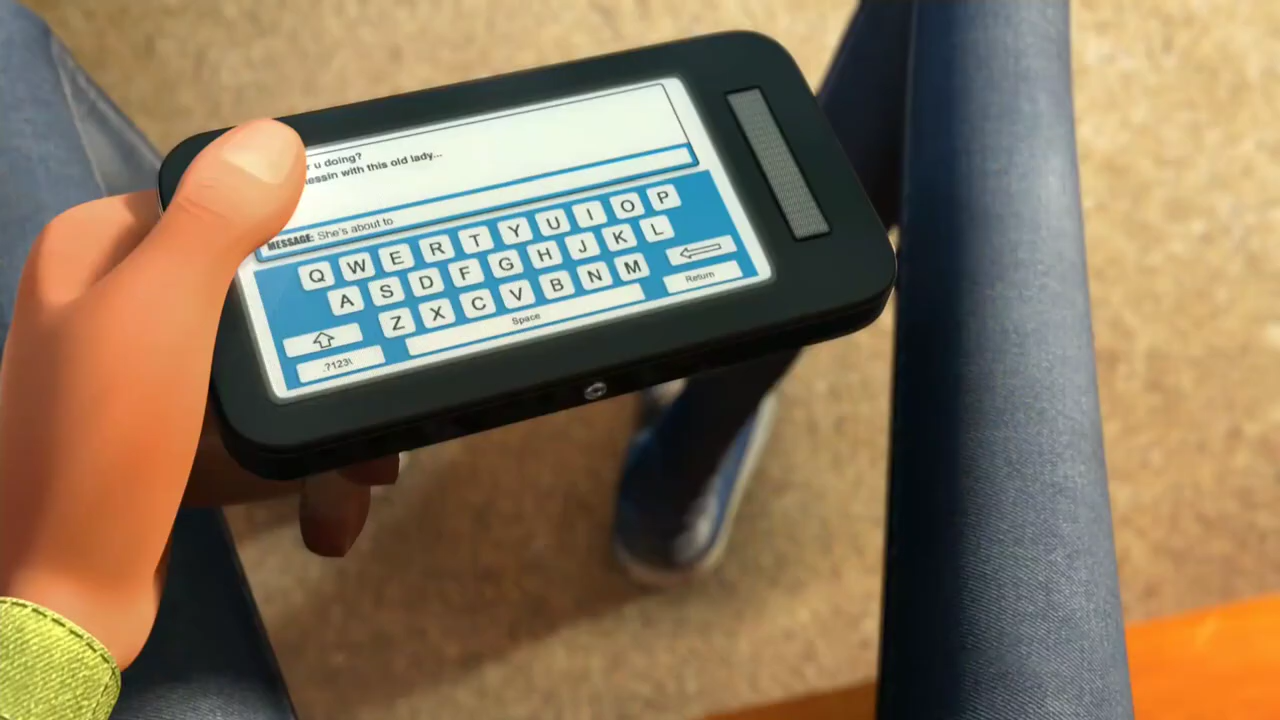 r u doing?
essin with this old lady...
MESSAGE: She's about to
Q W E R T Y U I O P
A S D F G H J K L
Z X C V B N M
Return
.?123\
Space